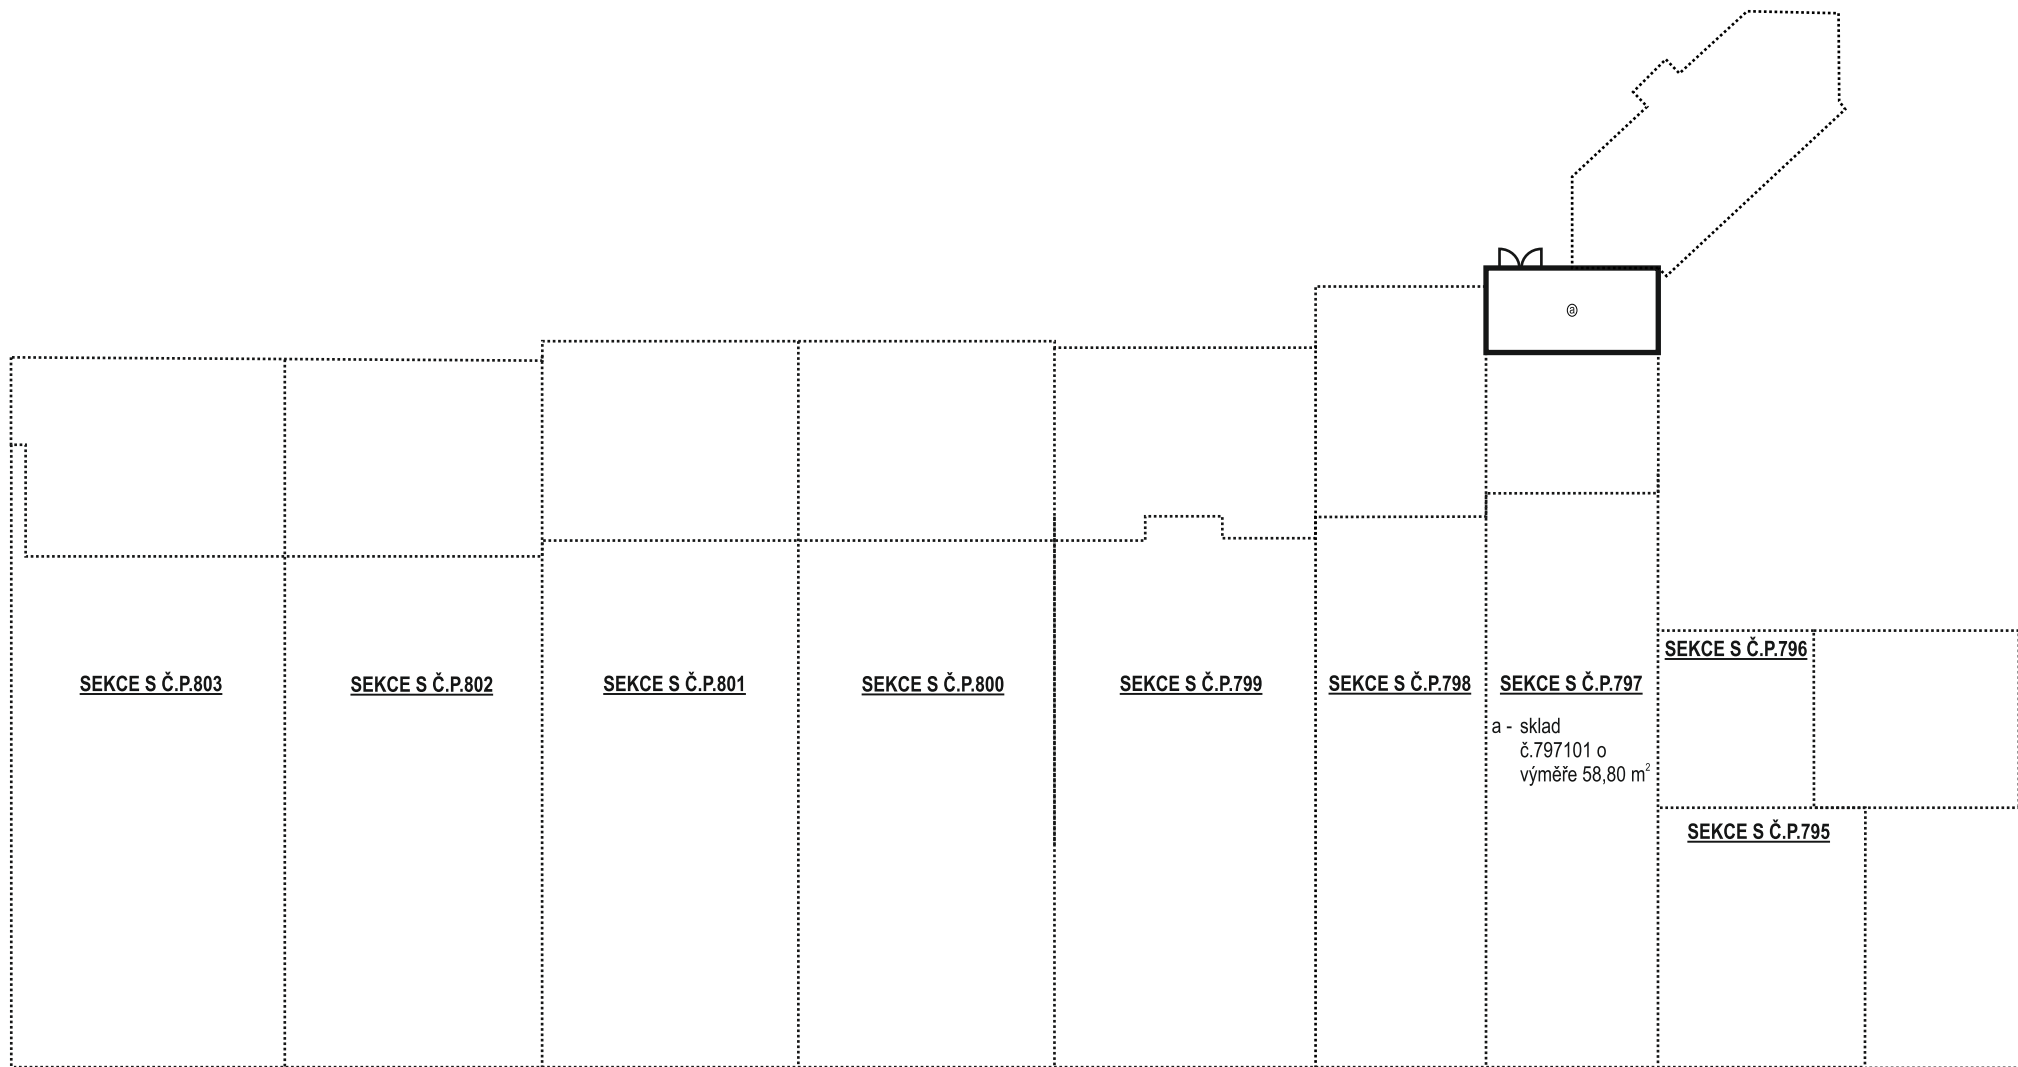 a
SEKCE S Č.P.803
SEKCE S Č.P.802
SEKCE S Č.P.801
SEKCE S Č.P.800
SEKCE S Č.P.799
SEKCE S Č.P.798
SEKCE S Č.P.797
a - sklad
č.797101 o
výměře 58,80 m²
SEKCE S Č.P.796
SEKCE S Č.P.795